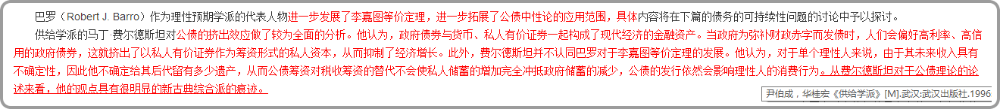 巴罗（Robert J. Barro）作为理性预期学派的代表人物进一步发展了李嘉图等价定理，进一步拓展了公债中性论的应用范围，具体内容将在下篇的债务的可持续性问题的讨论中予以探讨。
供给学派的马丁·费尔德斯坦对公债的挤出效应做了较为全面的分析。他认为，政府债券与货币、私人有价证券一起构成了现代经济的金融资产。当政府为弥补财政赤字而发债时，人们会偏好高利率、高信
用的政府债券，这就挤出了以私人有价证券作为筹资形式的私人资本，从而抑制了经济增长。此外，费尔德斯坦并不认同巴罗对于李嘉图等价定理的发展。他认为，对于单个理性人来说，由于其未来收入具有
不确定性，因此他不确定给其后代留有多少遗产，从而公债筹资对税收筹资的替代不会使私人储蓄的增加完全冲抵政府储蓄的减少，公债的发行依然会影响理性人的消费行为。从费尔德斯坦对于公债理论的论
述来看，他的观点具有很明显的新古典综合派的痕迹。
尹伯成，华桂宏《供给学派》[M].武汉:武汉出版社.1996